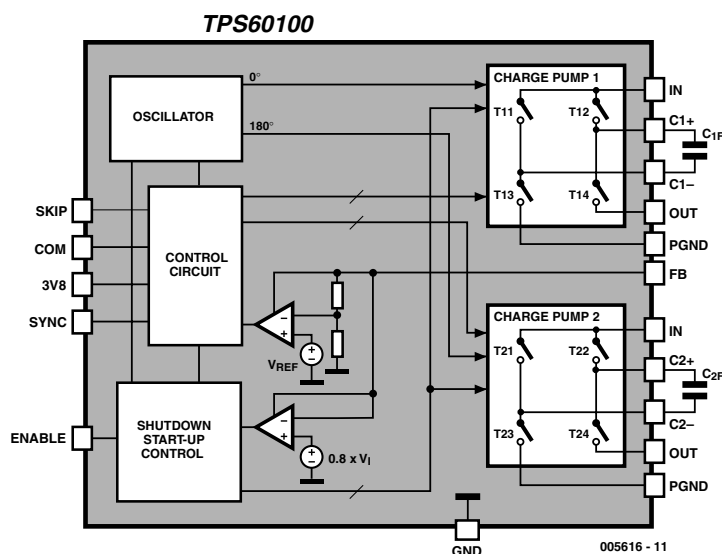 TPS60100
0°
180°
OSCILLATOR
CHARGE PUMP 1
T11
T12
T13
T14
IN
C1+
C1F
C1–
OUT
PGND
FB
SKIP
COM
3V8
SYNC
CONTROL
CIRCUIT
VREF
CHARGE PUMP 2
T21
T22
T23
T24
IN
C2+
C2F
C2–
OUT
PGND
ENABLE
SHUTDOWN
START-UP
CONTROL
0.8 x VI
GND
005616 - 11